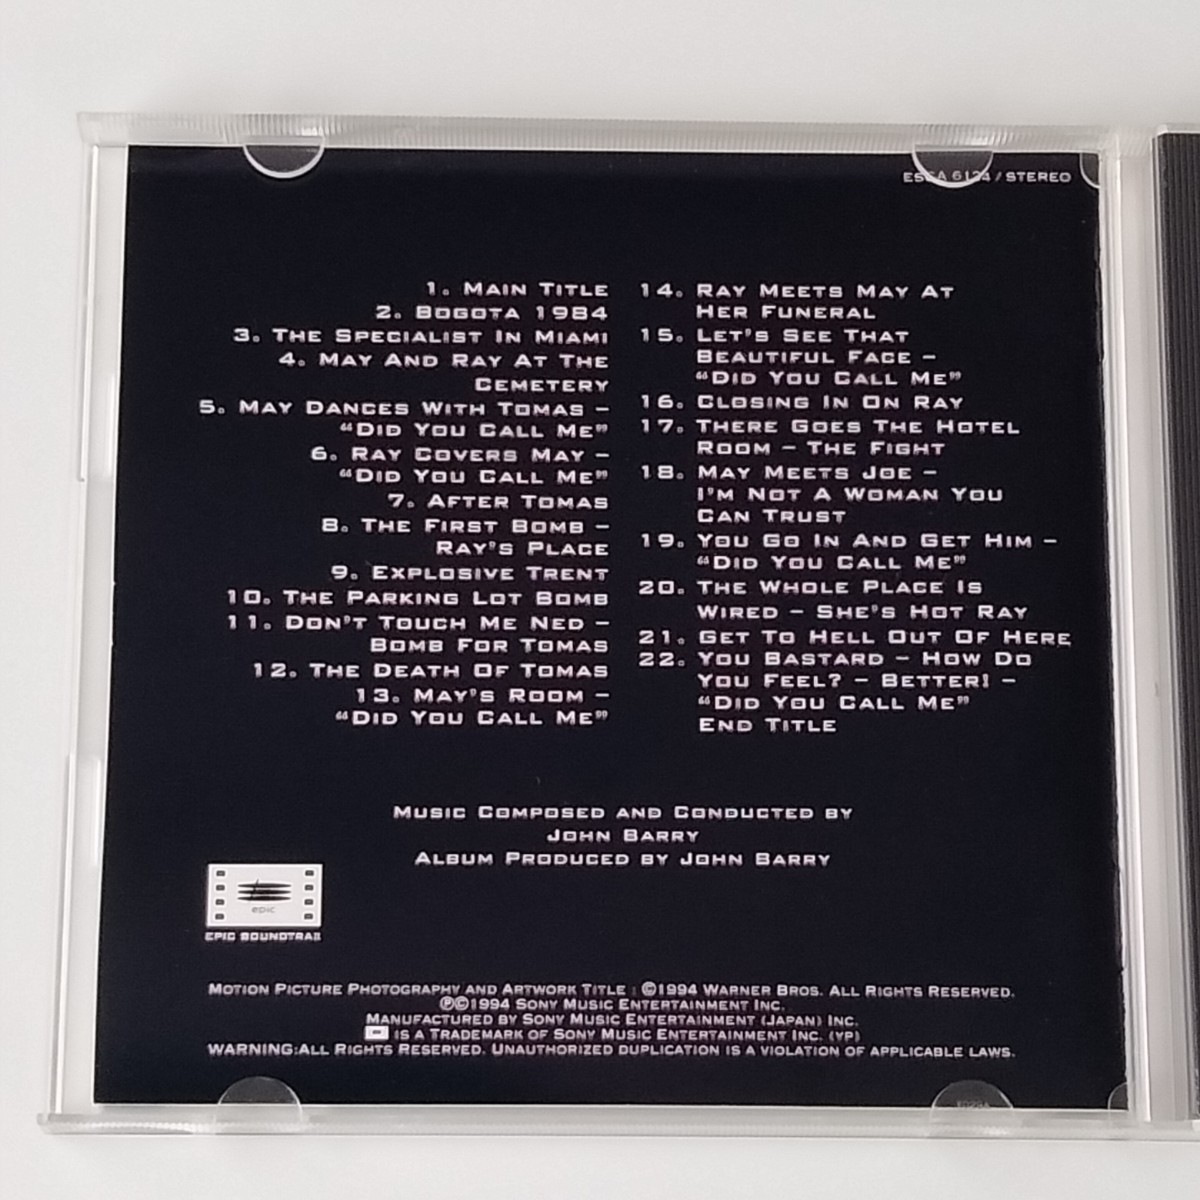 ESCA 6124 / STEREO
1. MAIN TITLE
2. BOGOTA 1984
3. THE SPECIALIST IN MIAMI
4. MAY AND RAY AT THE
CEMETERY
5. MAY DANCES WITH TOMAS –
“DID YOU CALL ME”
6. RAY COVERS MAY –
“DID YOU CALL ME”
7. AFTER TOMAS
8. THE FIRST BOMB –
RAY'S PLACE
9. EXPLOSIVE TRENT
10. THE PARKING LOT BOMB
11. DON'T TOUCH ME NED –
BOMB FOR TOMAS
12. THE DEATH OF TOMAS
13. MAY'S ROOM –
“DID YOU CALL ME”
14. RAY MEETS MAY AT
HER FUNERAL
15. LET'S SEE THAT
BEAUTIFUL FACE –
“DID YOU CALL ME”
16. CLOSING IN ON RAY
17. THERE GOES THE HOTEL
ROOM – THE FIGHT
18. MAY MEETS JOE –
I'M NOT A WOMAN YOU
CAN TRUST
19. YOU GO IN AND GET HIM –
“DID YOU CALL ME”
20. THE WHOLE PLACE IS
WIRED – SHE'S HOT RAY
21. GET TO HELL OUT OF HERE
22. YOU BASTARD – HOW DO
YOU FEEL? – BETTER! –
“DID YOU CALL ME”
END TITLE
MUSIC COMPOSED AND CONDUCTED BY
JOHN BARRY
ALBUM PRODUCED BY JOHN BARRY
epic
EPIC SOUNDTRAX
MOTION PICTURE PHOTOGRAPHY AND ARTWORK TITLE : ©1994 WARNER BROS. ALL RIGHTS RESERVED.
℗©1994 SONY MUSIC ENTERTAINMENT INC.
MANUFACTURED BY SONY MUSIC ENTERTAINMENT (JAPAN) INC.
IS A TRADEMARK OF SONY MUSIC ENTERTAINMENT INC. (YP)
WARNING:ALL RIGHTS RESERVED. UNAUTHORIZED DUPLICATION IS A VIOLATION OF APPLICABLE LAWS.